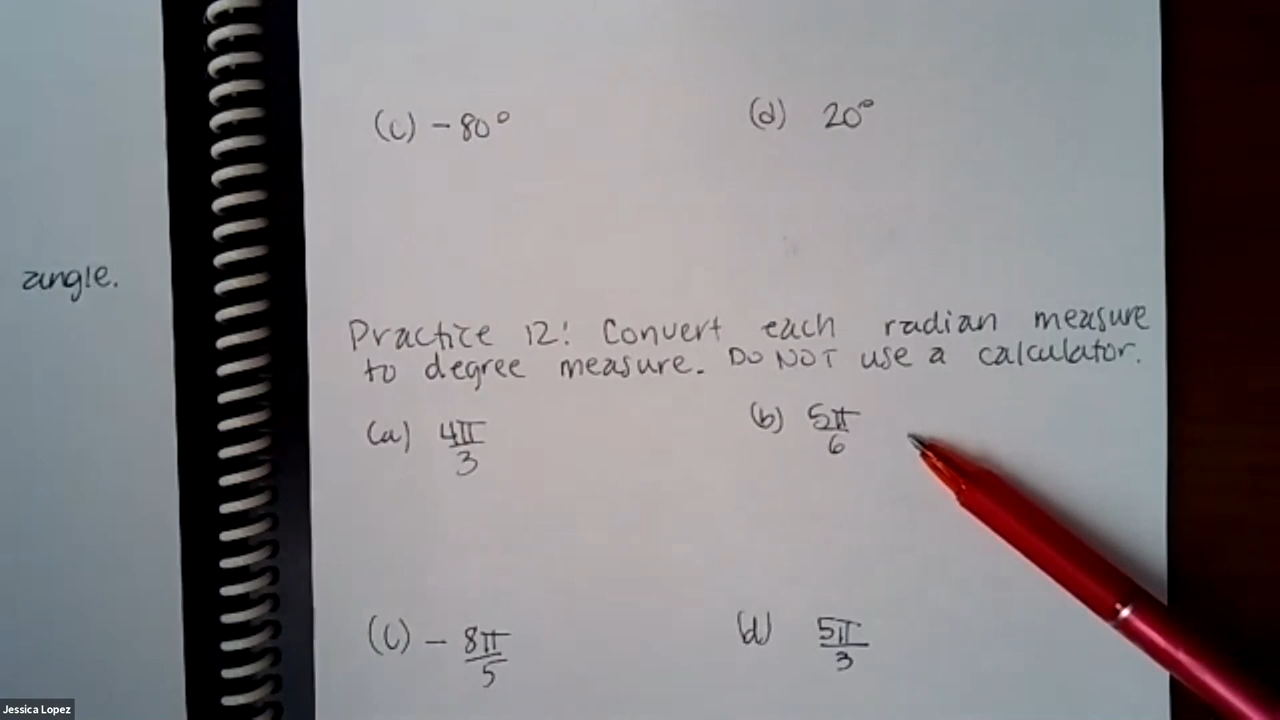 (c) - 80° (d) 20°
angle.
Practice 12: Convert each radian measure
to degree measure. DO NOT use a calculator.
(a) 4π/3 (b) 5π/6
(c) - 8π/5 (d) 5π/3
Jessica Lopez